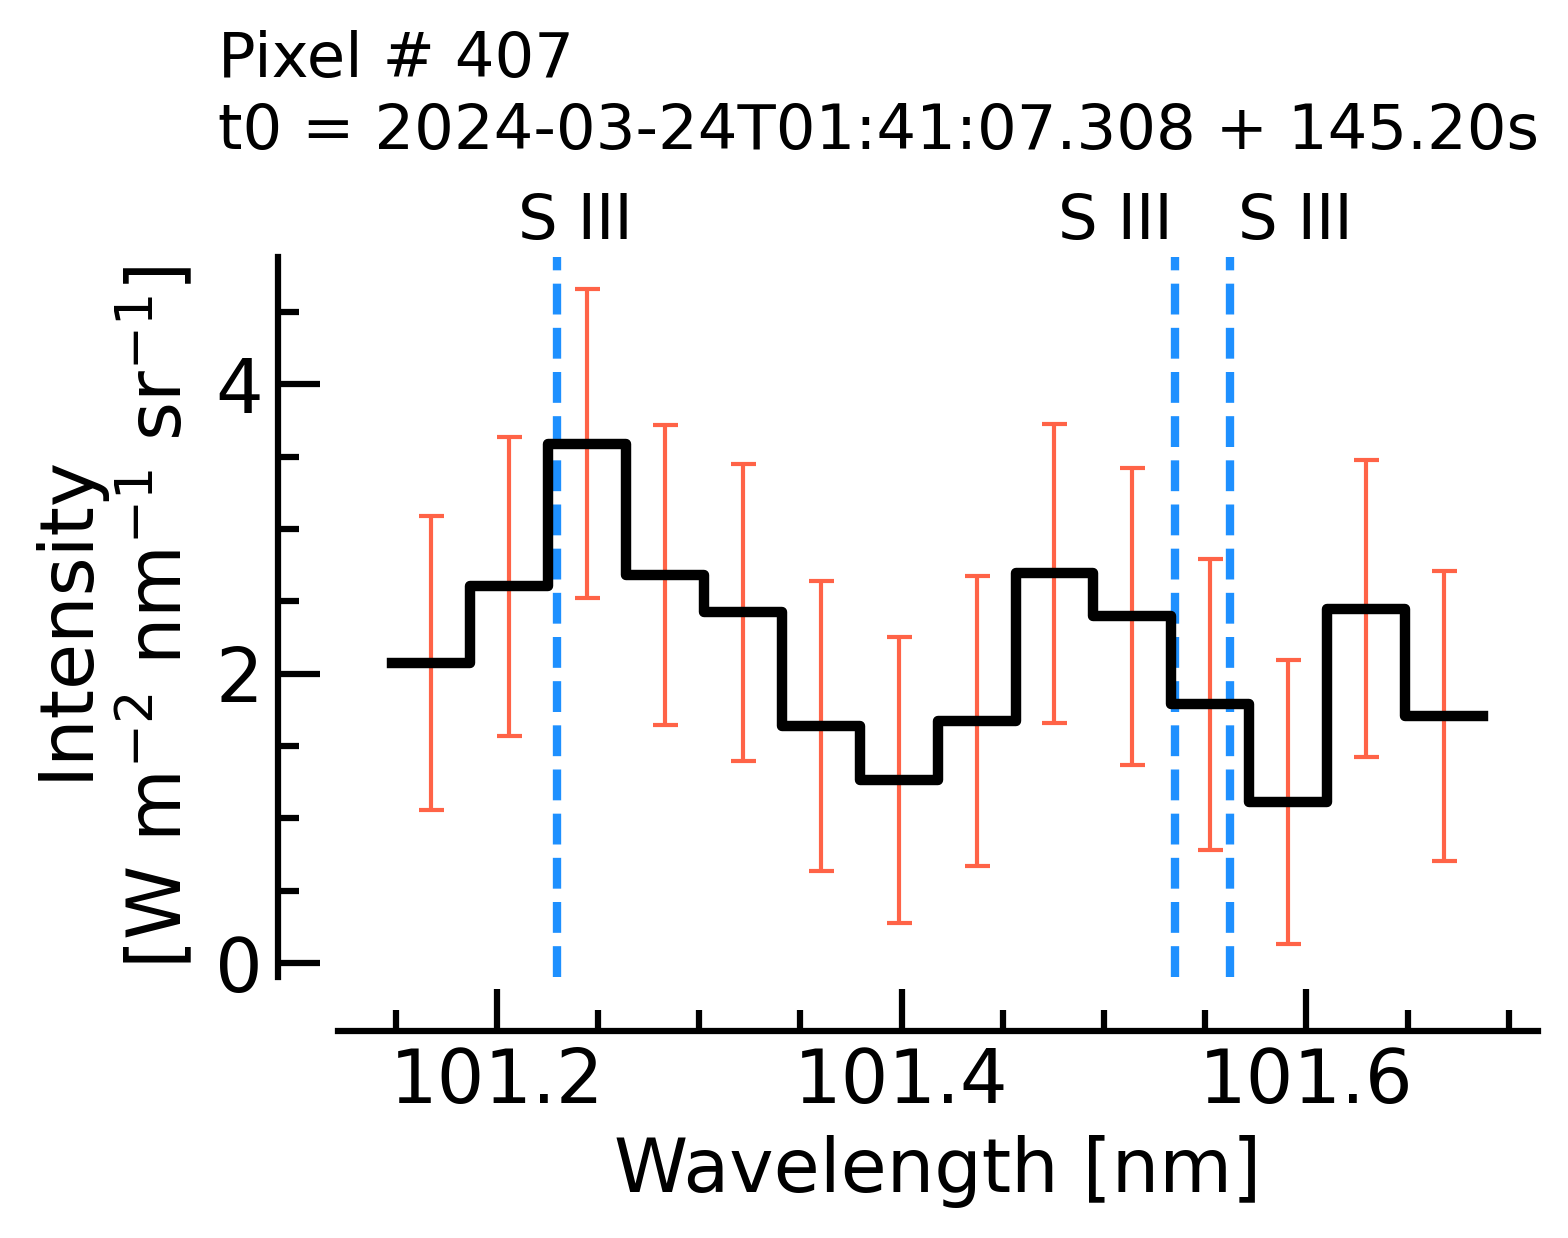 Pixel # 407
t0 = 2024-03-24T01:41:07.308 + 145.20s
S III S III S III
Intensity
[W m⁻² nm⁻¹ sr⁻¹]
4
2
0
101.2 101.4 101.6
Wavelength [nm]